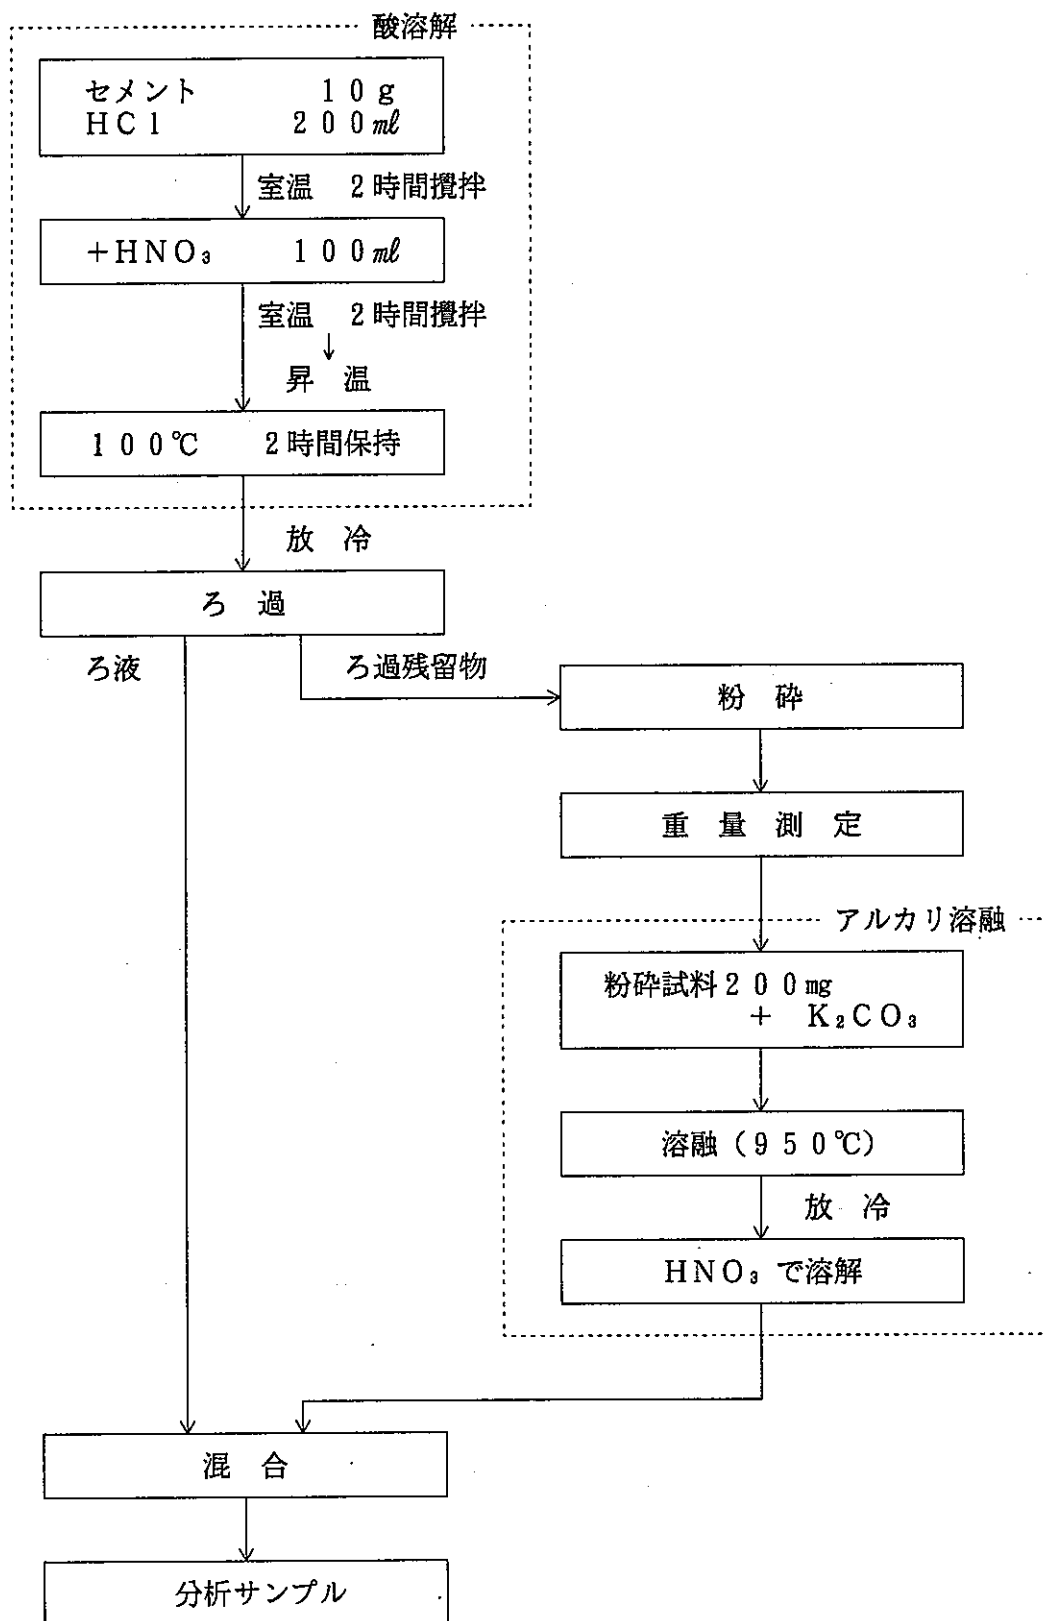 酸溶解
セメント 10g
HCl 200ml
室温 2時間攪拌
+HNO₃ 100ml
室温 2時間攪拌
↓
昇 温
100℃ 2時間保持
放 冷
ろ 過
ろ液
ろ過残留物
粉 砕
重 量 測 定
アルカリ溶融
粉砕試料200mg
+ K₂CO₃
溶融(950℃)
放 冷
HNO₃ で溶解
混 合
分析サンプル